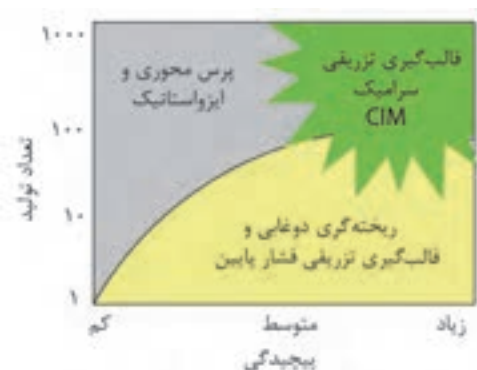 ۱۰۰۰
۱۰۰
۱۰
۱
تعداد تولید
پرس محوری و
ایزواستاتیک
قالب‌گیری تزریقی
سرامیک
CIM
ریخته‌گری دوغابی و
قالب‌گیری تزریقی فشار پایین
کم
متوسط
زیاد
پیچیدگی